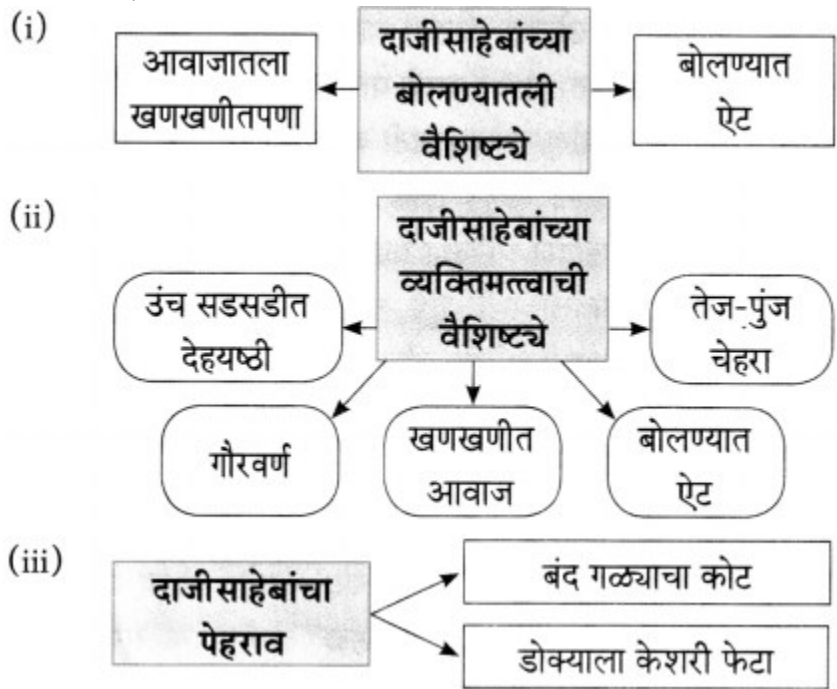 (i)
आवाजातला
खणखणीतपणा
दाजीसाहेबांच्या
बोलण्यातली
वैशिष्ट्ये
बोलण्यात
ऐट
(ii)
दाजीसाहेबांच्या
व्यक्तिमत्त्वाची
वैशिष्ट्ये
उंच सडसडीत
देहयष्ठी
तेज-पुंज
चेहरा
गौरवर्ण
खणखणीत
आवाज
बोलण्यात
ऐट
(iii)
दाजीसाहेबांचा
पेहराव
बंद गळ्याचा कोट
डोक्याला केशरी फेटा